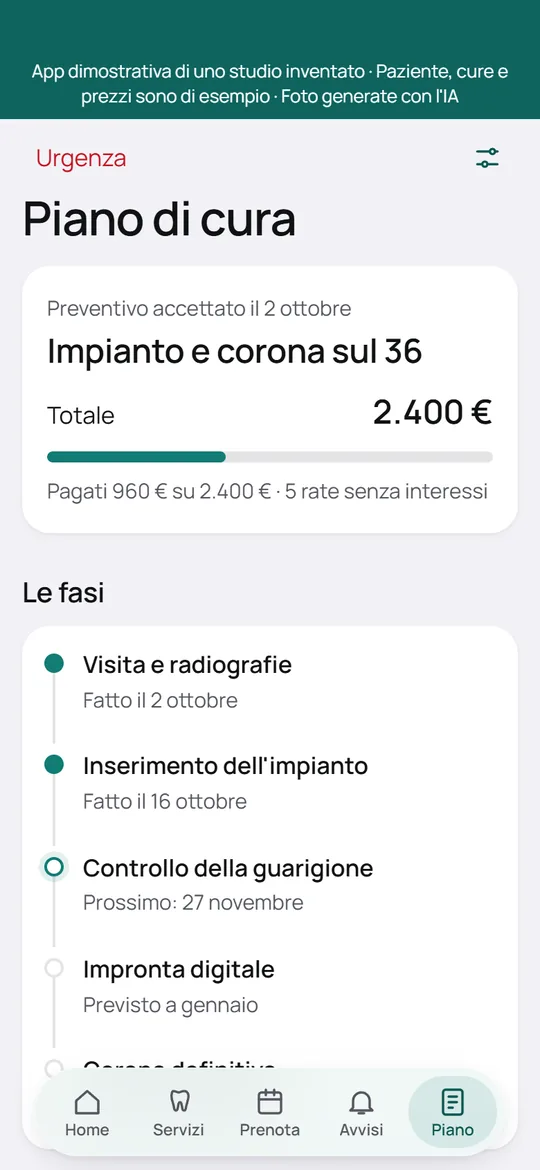 App dimostrativa di uno studio inventato · Paziente, cure e
prezzi sono di esempio · Foto generate con l'IA
Urgenza
Piano di cura
Preventivo accettato il 2 ottobre
Impianto e corona sul 36
Totale
2.400 €
Pagati 960 € su 2.400 € · 5 rate senza interessi
Le fasi
Visita e radiografie
Fatto il 2 ottobre
Inserimento dell'impianto
Fatto il 16 ottobre
Controllo della guarigione
Prossimo: 27 novembre
Impronta digitale
Previsto a gennaio
Corona definitiva
Home
Servizi
Prenota
Avvisi
Piano